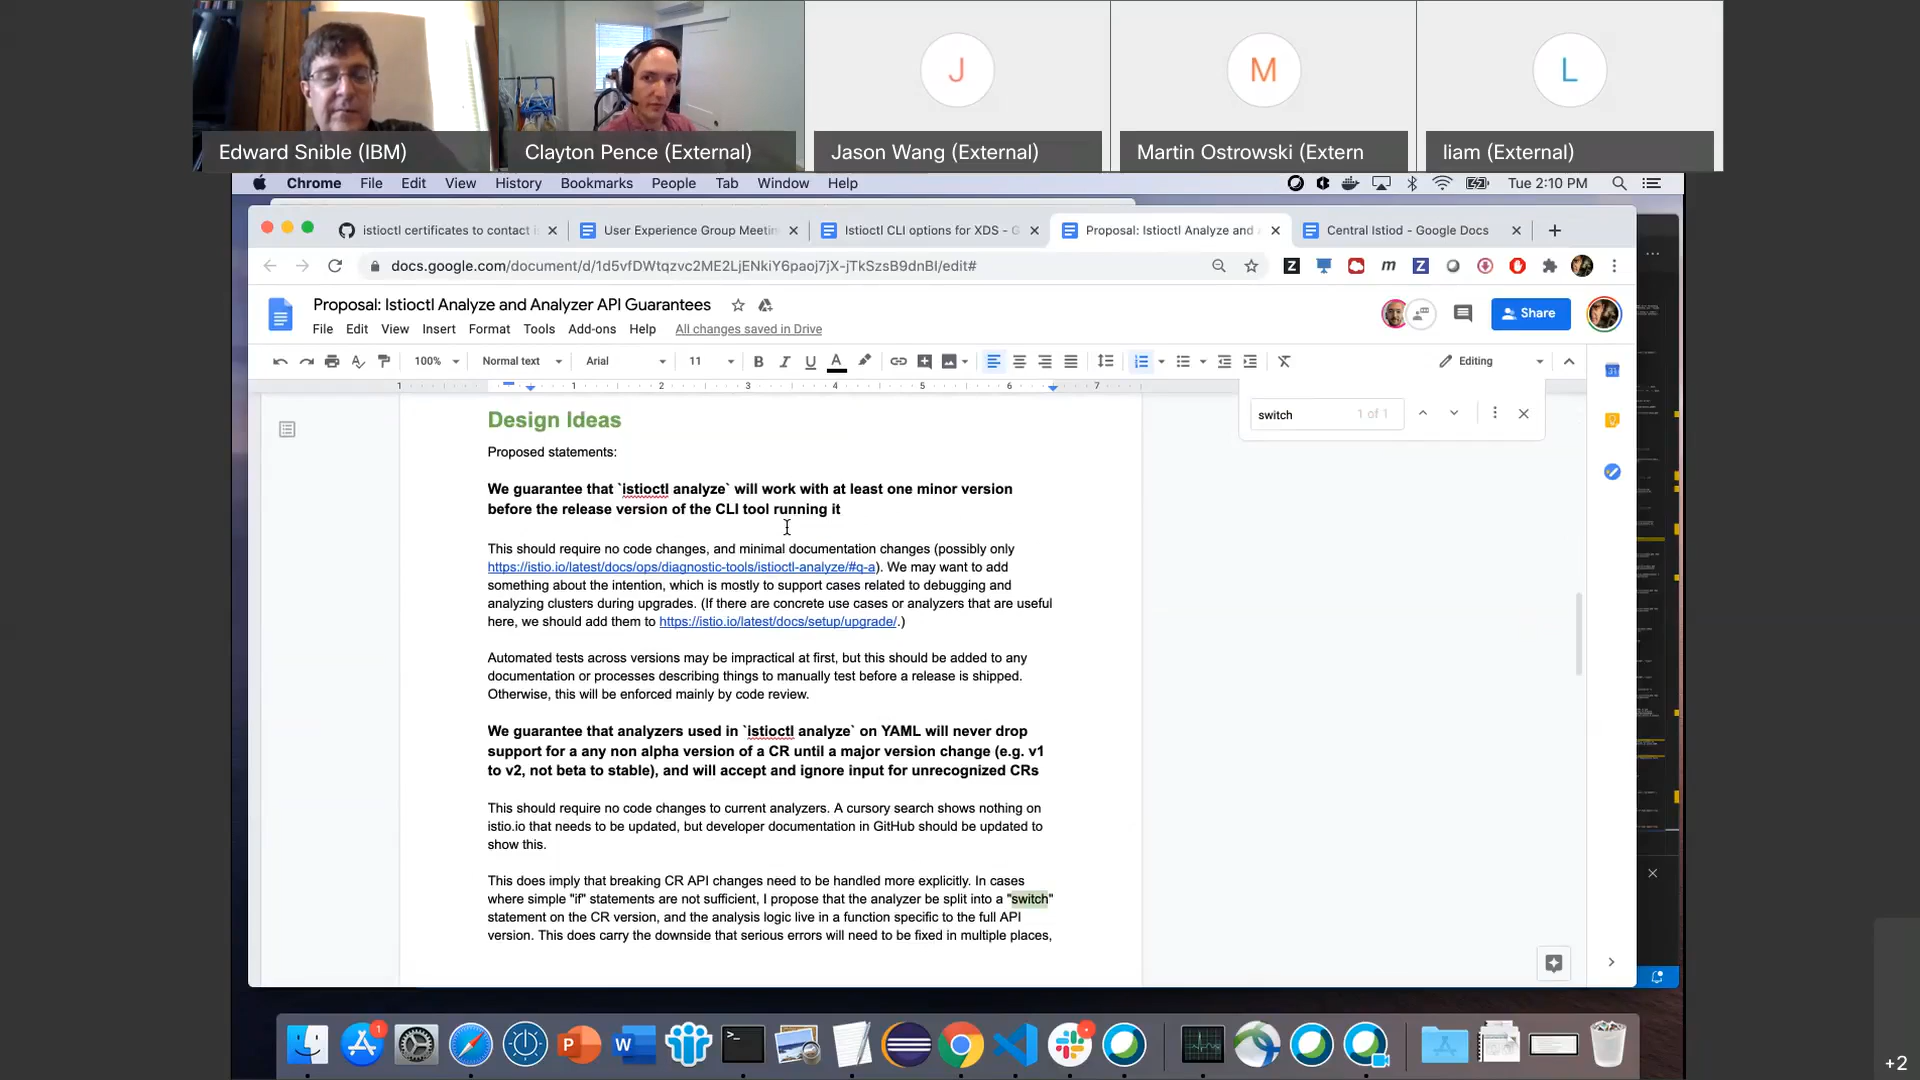 J
M
L
Edward Snible (IBM)
Clayton Pence (External)
Jason Wang (External)
Martin Ostrowski (Extern
liam (External)
Chrome File Edit View History Bookmarks People Tab Window Help
Tue 2:10 PM
istioctl certificates to contact
User Experience Group Meetin
Istioctl CLI options for XDS - G
Proposal: Istioctl Analyze and
Central Istiod - Google Docs
docs.google.com/document/d/1d5vfDWtqzvc2ME2LjENkiY6paoj7jX-jTkSzsB9dnBI/edit#
Proposal: Istioctl Analyze and Analyzer API Guarantees
Share
File Edit View Insert Format Tools Add-ons Help All changes saved in Drive
100% Normal text Arial 11 B I U A Editing
1 1 2 3 4 5 6 7
switch 1 of 1
Design Ideas
Proposed statements:
We guarantee that `istioctl analyze` will work with at least one minor version
before the release version of the CLI tool running it
This should require no code changes, and minimal documentation changes (possibly only
https://istio.io/latest/docs/ops/diagnostic-tools/istioctl-analyze/#q-a). We may want to add
something about the intention, which is mostly to support cases related to debugging and
analyzing clusters during upgrades. (If there are concrete use cases or analyzers that are useful
here, we should add them to https://istio.io/latest/docs/setup/upgrade/.)
Automated tests across versions may be impractical at first, but this should be added to any
documentation or processes describing things to manually test before a release is shipped.
Otherwise, this will be enforced mainly by code review.
We guarantee that analyzers used in `istioctl analyze` on YAML will never drop
support for a any non alpha version of a CR until a major version change (e.g. v1
to v2, not beta to stable), and will accept and ignore input for unrecognized CRs
This should require no code changes to current analyzers. A cursory search shows nothing on
istio.io that needs to be updated, but developer documentation in GitHub should be updated to
show this.
This does imply that breaking CR API changes need to be handled more explicitly. In cases
where simple "if" statements are not sufficient, I propose that the analyzer be split into a "switch"
statement on the CR version, and the analysis logic live in a function specific to the full API
version. This does carry the downside that serious errors will need to be fixed in multiple places,
+2